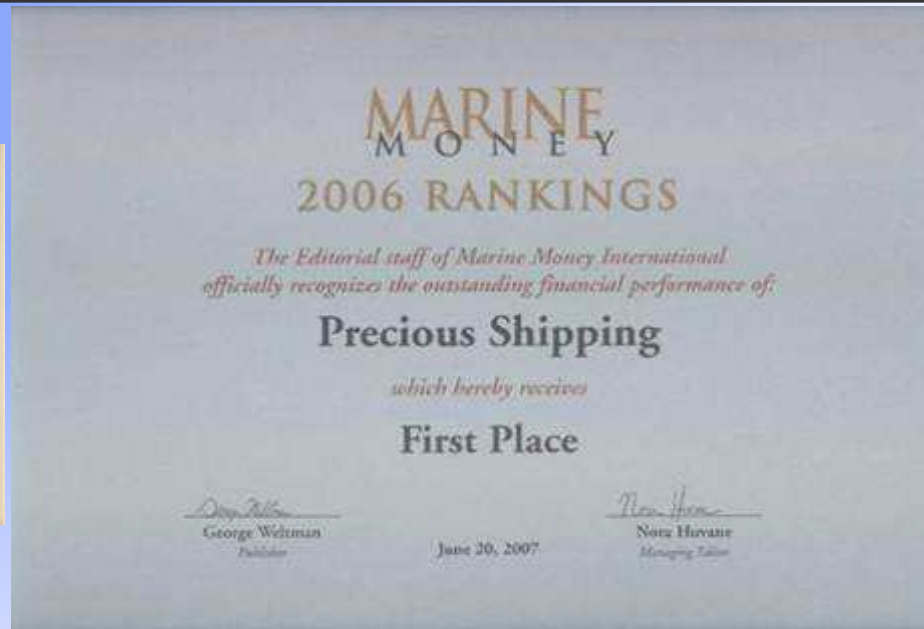 MARINE
MONEY
2006 RANKINGS
The Editorial staff of Marine Money International
officially recognizes the outstanding financial performance of:
Precious Shipping
which hereby receives
First Place
George Weltman
Publisher
June 20, 2007
Nora Huvane
Managing Editor